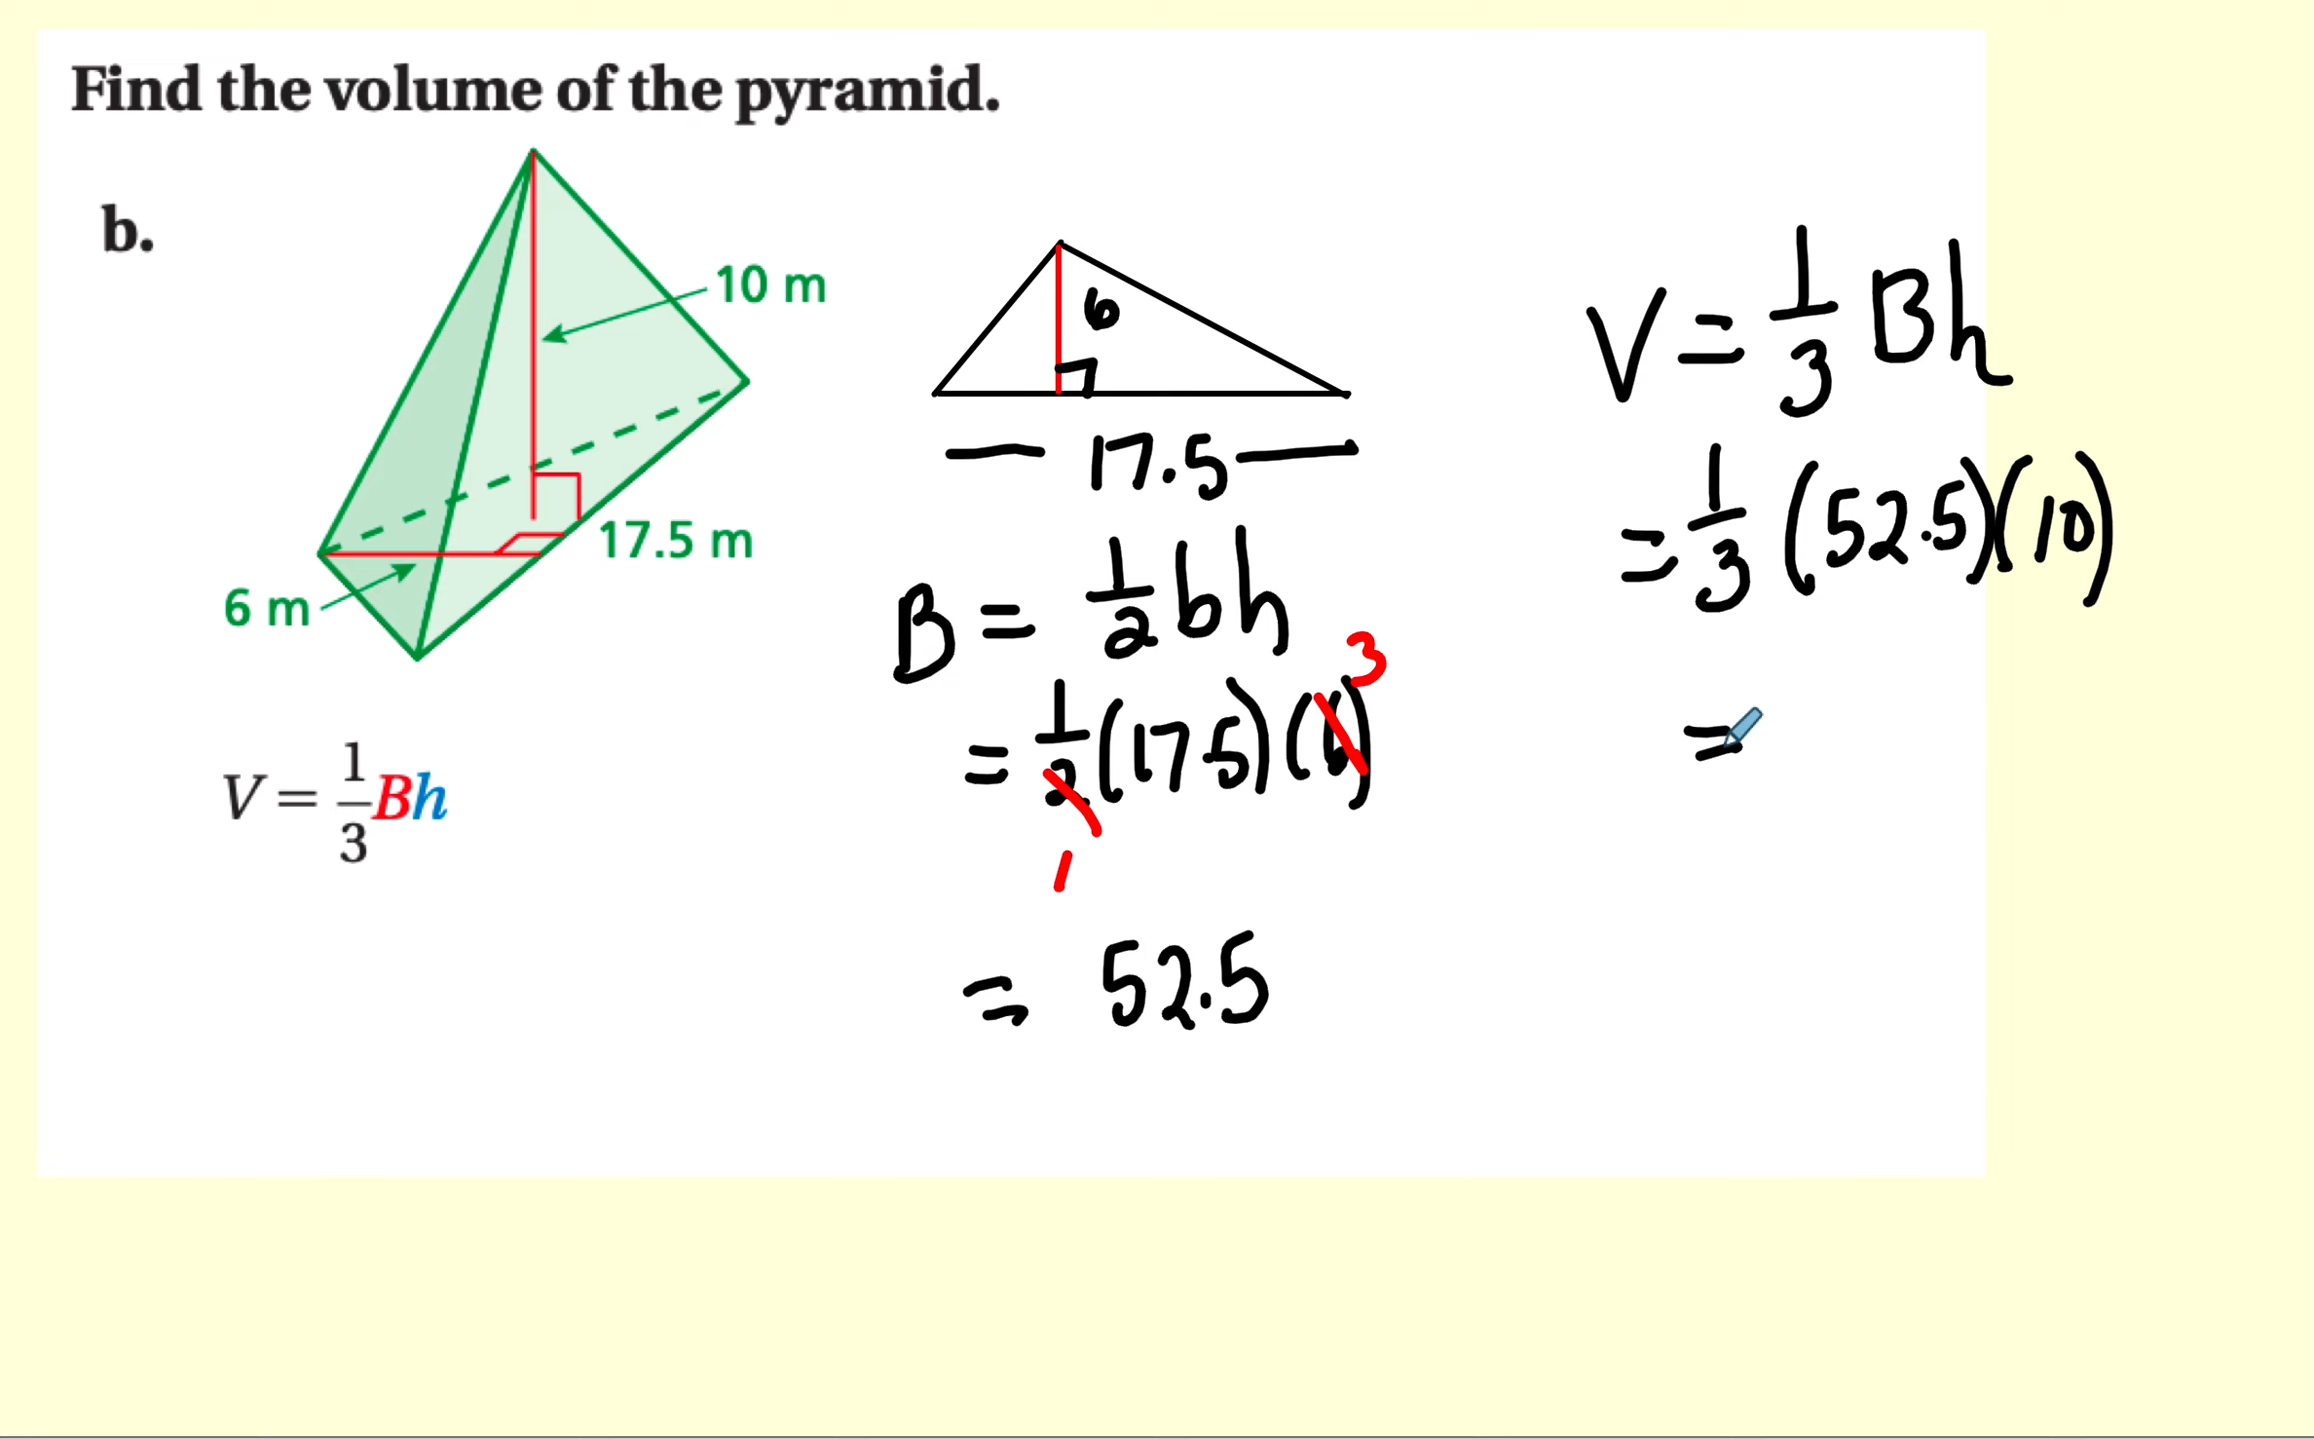 Find the volume of the pyramid.
b.
10 m
17.5 m
6 m
V = 1/3 Bh
6
17.5
B = 1/2 bh
= 1/2 (17 5) (6) 3
1
= 52.5
V = 1/3 Bh
= 1/3 (52.5)(10)
=